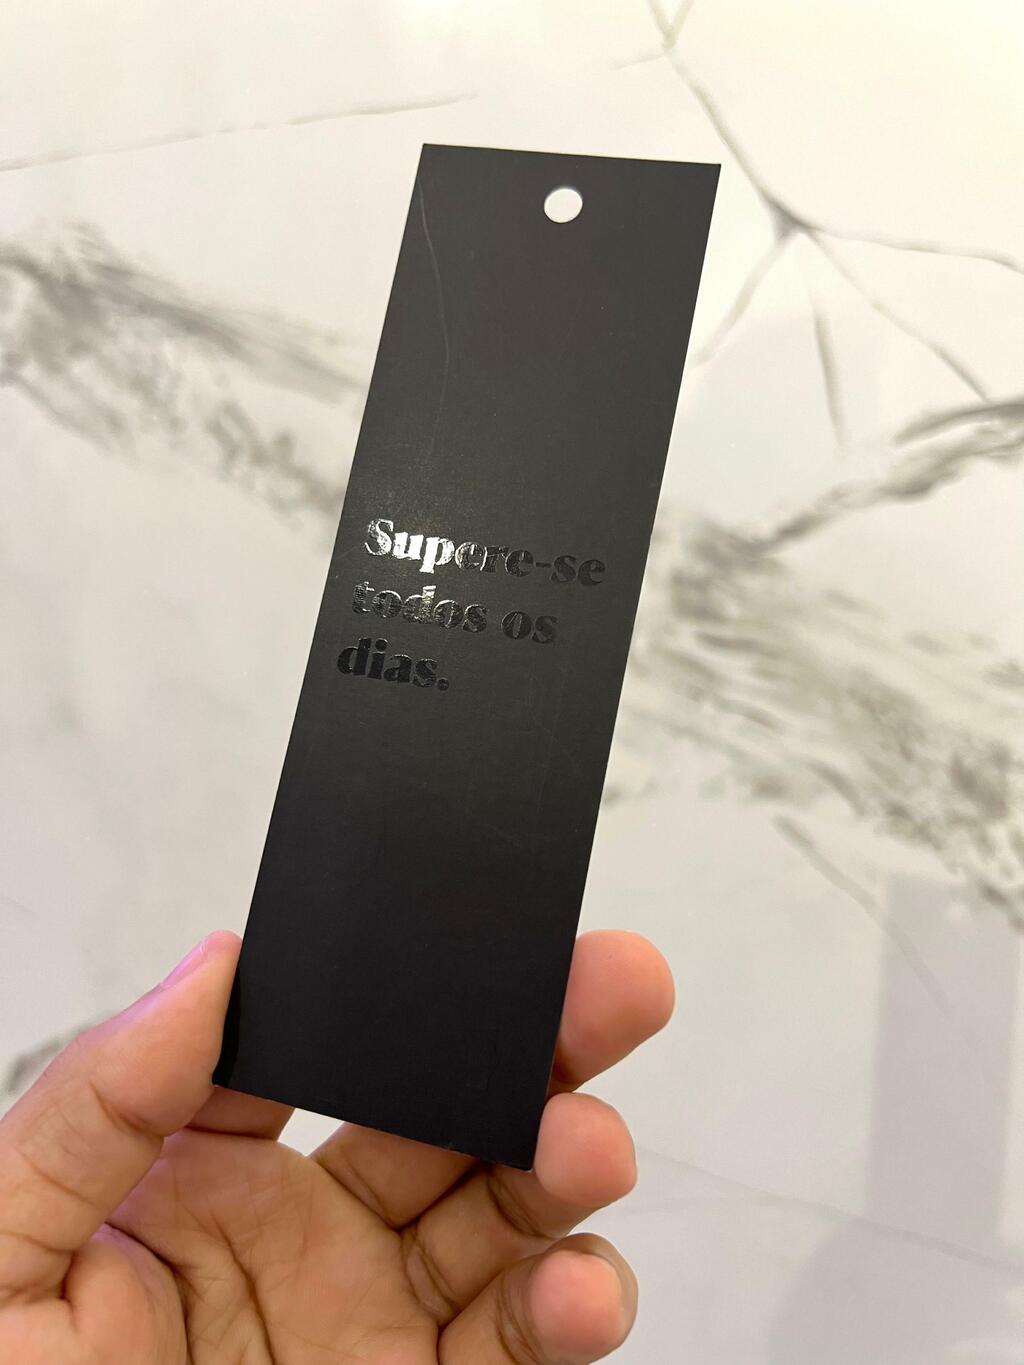 Supere-se
todos os
dias.